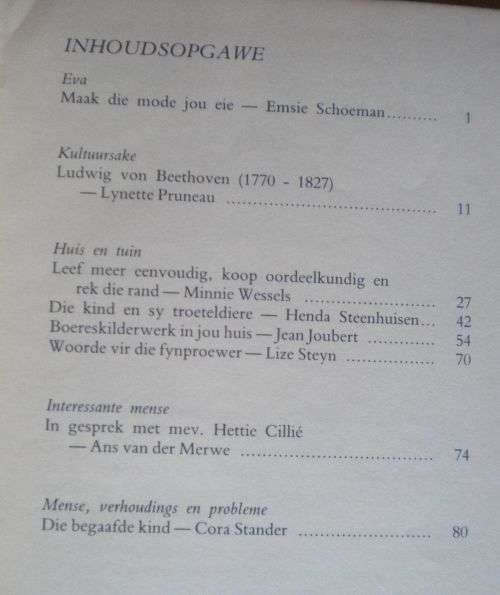 INHOUDSOPGAWE
Eva
Maak die mode jou eie — Emsie Schoeman.......... 1
Kultuursake
Ludwig von Beethoven (1770 - 1827)
— Lynette Pruneau .................................... 11
Huis en tuin
Leef meer eenvoudig, koop oordeelkundig en
rek die rand — Minnie Wessels ...................... 27
Die kind en sy troeteldiere — Henda Steenhuisen... 42
Boereskilderwerk in jou huis — Jean Joubert ............ 54
Woorde vir die fynproewer — Lize Steyn ................ 70
Interessante mense
In gesprek met mev. Hettie Cilhé
— Ans van der Merwe ................................... 74
Mense, verhoudings en probleme
Die begaafde kind — Cora Stander ....................... 80